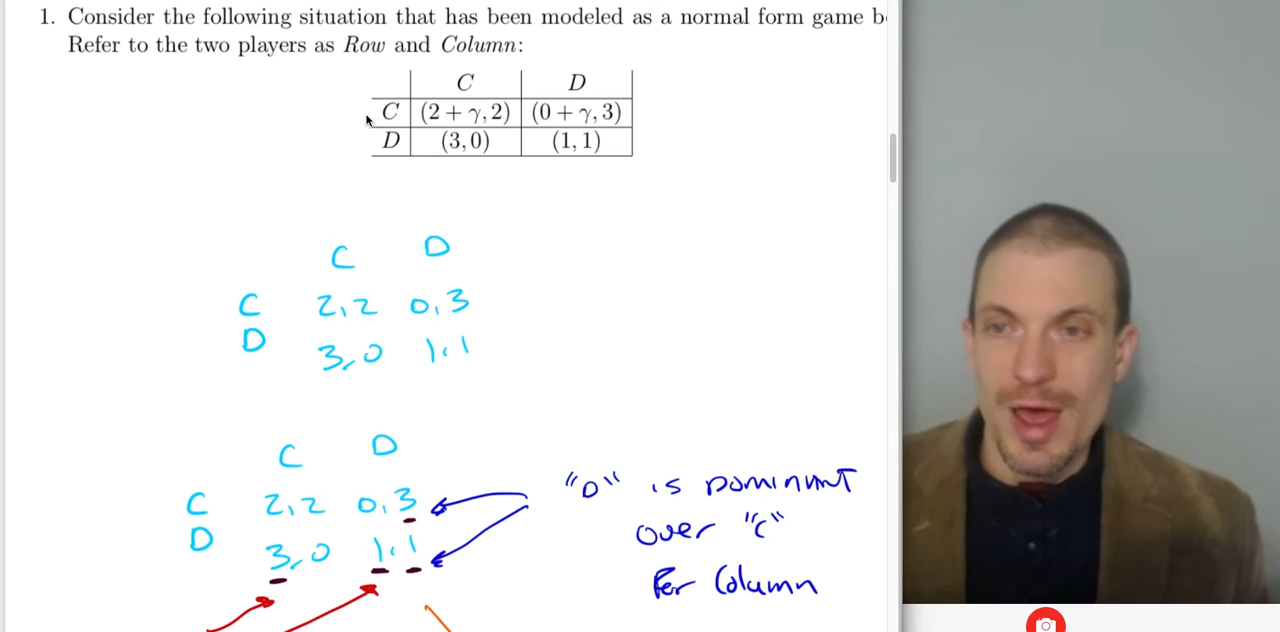 1. Consider the following situation that has been modeled as a normal form game b
Refer to the two players as Row and Column:
C D
C (2 + γ, 2) (0 + γ, 3)
D (3, 0) (1, 1)
C D
C 2,2 0,3
D 3,0 1,1
C D
C 2,2 0,3
D 3,0 1,1
"D" is Dominant
over "C"
For Column